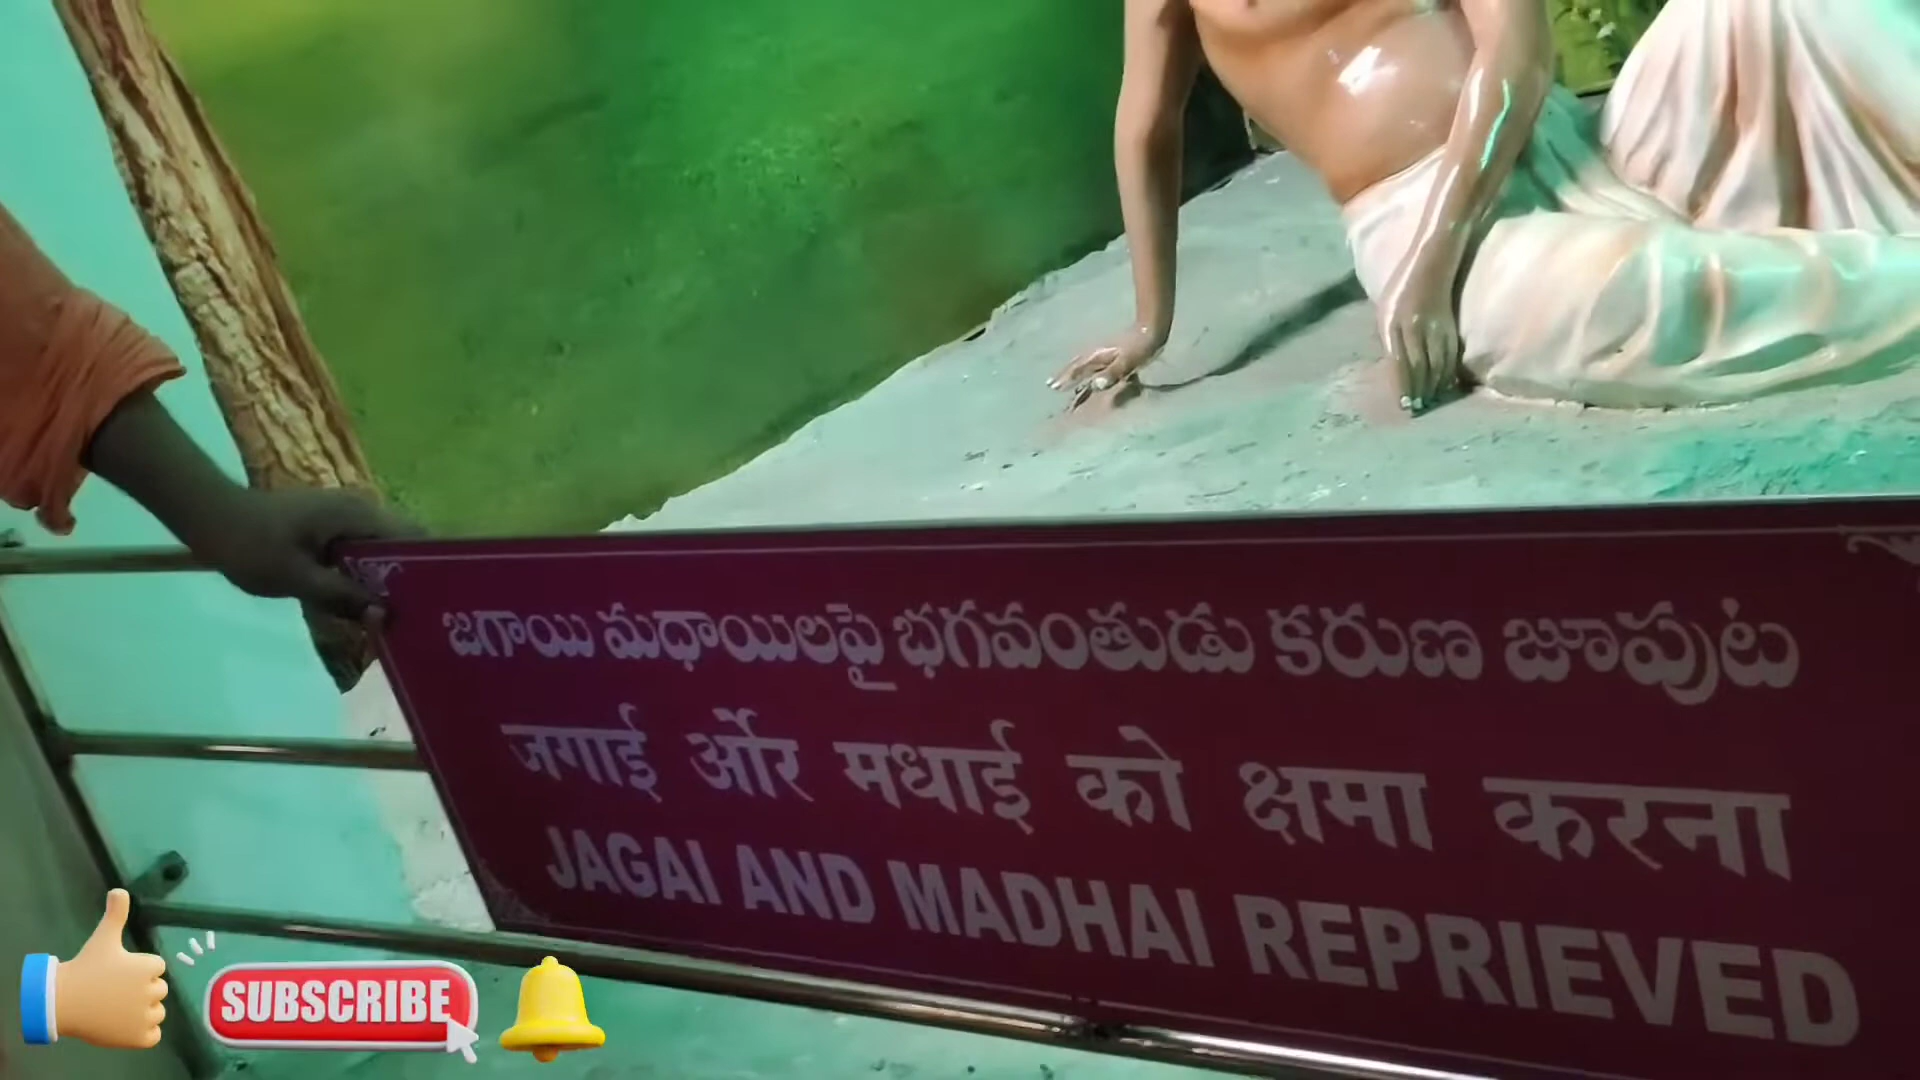 జగాయి మధాయిలపై భగవంతుడు కరుణ జూపుట
जगाई और मधाई को क्षमा करना
JAGAI AND MADHAI REPRIEVED
SUBSCRIBE